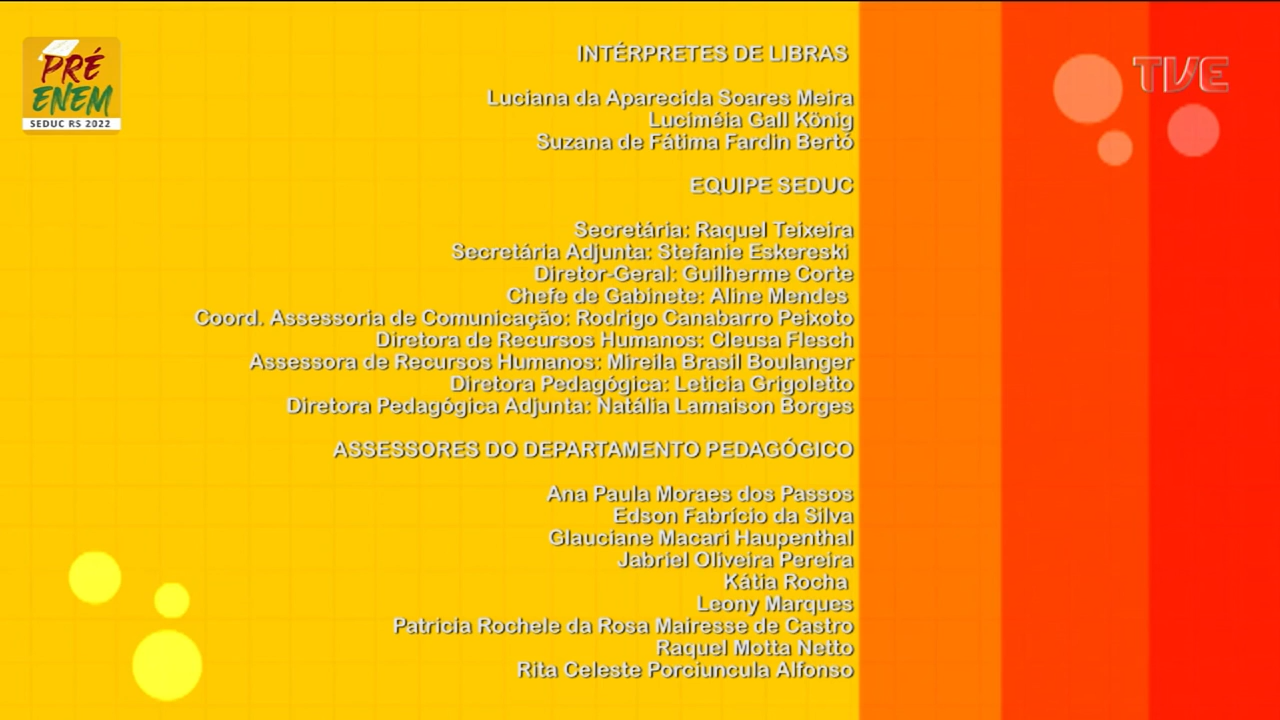 PRÉ
ENEM
SEDUC RS 2022
TVE
INTÉRPRETES DE LIBRAS
Luciana da Aparecida Soares Meira
Luciméia Gall König
Suzana de Fátima Fardin Bertó
EQUIPE SEDUC
Secretária: Raquel Teixeira
Secretária Adjunta: Stefanie Eskereski
Diretor-Geral: Guilherme Corte
Chefe de Gabinete: Aline Mendes
Coord. Assessoria de Comunicação: Rodrigo Canabarro Peixoto
Diretora de Recursos Humanos: Cleusa Flesch
Assessora de Recursos Humanos: Mireila Brasil Boulanger
Diretora Pedagógica: Leticia Grigoletto
Diretora Pedagógica Adjunta: Natália Lamaison Borges
ASSESSORES DO DEPARTAMENTO PEDAGÓGICO
Ana Paula Moraes dos Passos
Edson Fabrício da Silva
Glauciane Macari Haupenthal
Jabriel Oliveira Pereira
Kátia Rocha
Leony Marques
Patricia Rochele da Rosa Mairesse de Castro
Raquel Motta Netto
Rita Celeste Porciuncula Alfonso